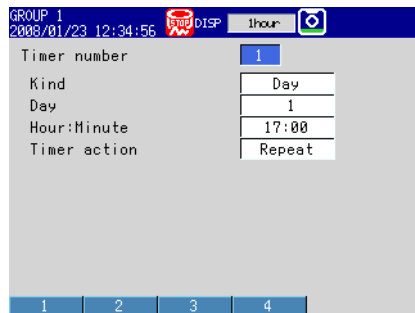 GROUP 1
2008/01/23 12:34:56 STOP DISP 1hour
Timer number 1
Kind Day
Day 1
Hour:Minute 17:00
Timer action Repeat
1 2 3 4